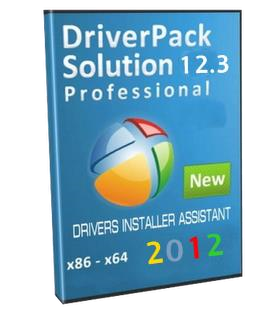 DriverPack
Solution 12.3
Professional
New
DRIVERS INSTALLER ASSISTANT
x86 - x64 2012